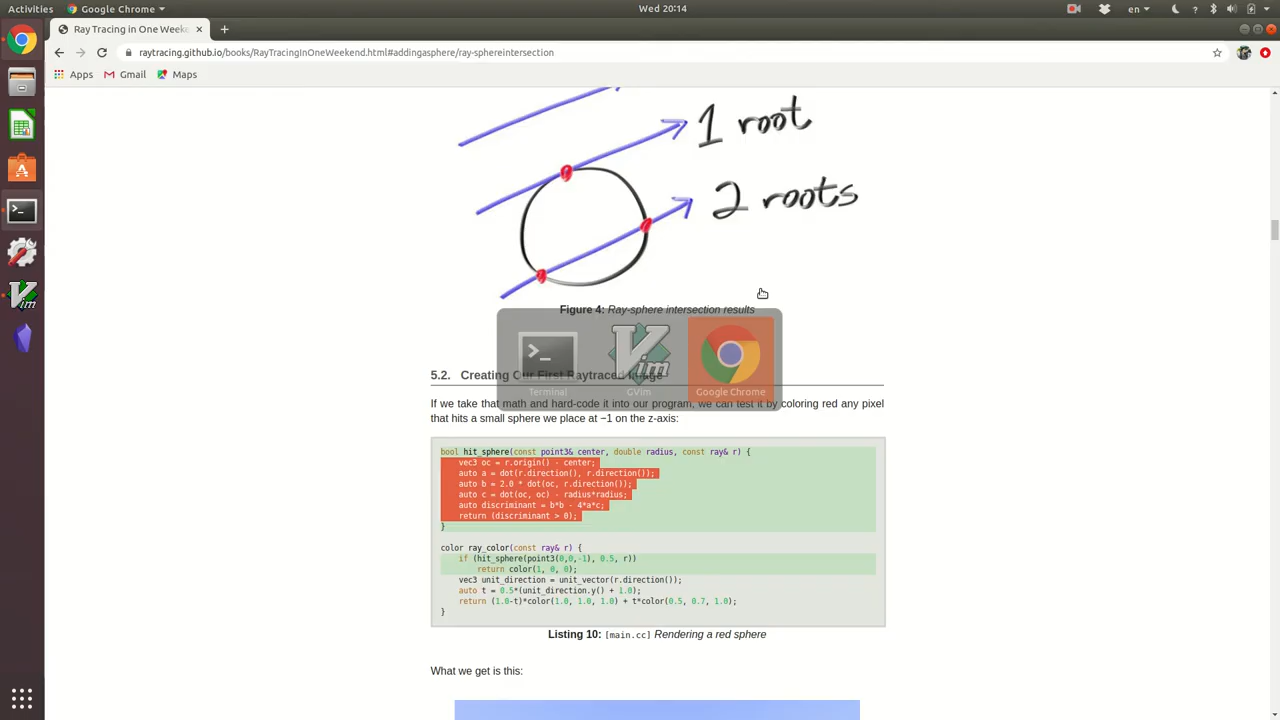 Activities
Google Chrome
Wed 20:14
en
Ray Tracing in One Weeke
raytracing.github.io/books/RayTracingInOneWeekend.html#addingasphere/ray-sphereintersection
Apps
Gmail
Maps
1 root
2 roots
Figure 4: Ray-sphere intersection results
Terminal
GVim
Google Chrome
5.2. Creating Our First Raytraced Image
If we take that math and hard-code it into our program, we can test it by coloring red any pixel
that hits a small sphere we place at −1 on the z-axis:
bool hit_sphere(const point3& center, double radius, const ray& r) {
    vec3 oc = r.origin() - center;
    auto a = dot(r.direction(), r.direction());
    auto b = 2.0 * dot(oc, r.direction());
    auto c = dot(oc, oc) - radius*radius;
    auto discriminant = b*b - 4*a*c;
    return (discriminant > 0);
}
color ray_color(const ray& r) {
    if (hit_sphere(point3(0,0,-1), 0.5, r))
        return color(1, 0, 0);
    vec3 unit_direction = unit_vector(r.direction());
    auto t = 0.5*(unit_direction.y() + 1.0);
    return (1.0-t)*color(1.0, 1.0, 1.0) + t*color(0.5, 0.7, 1.0);
}
Listing 10: [main.cc] Rendering a red sphere
What we get is this: